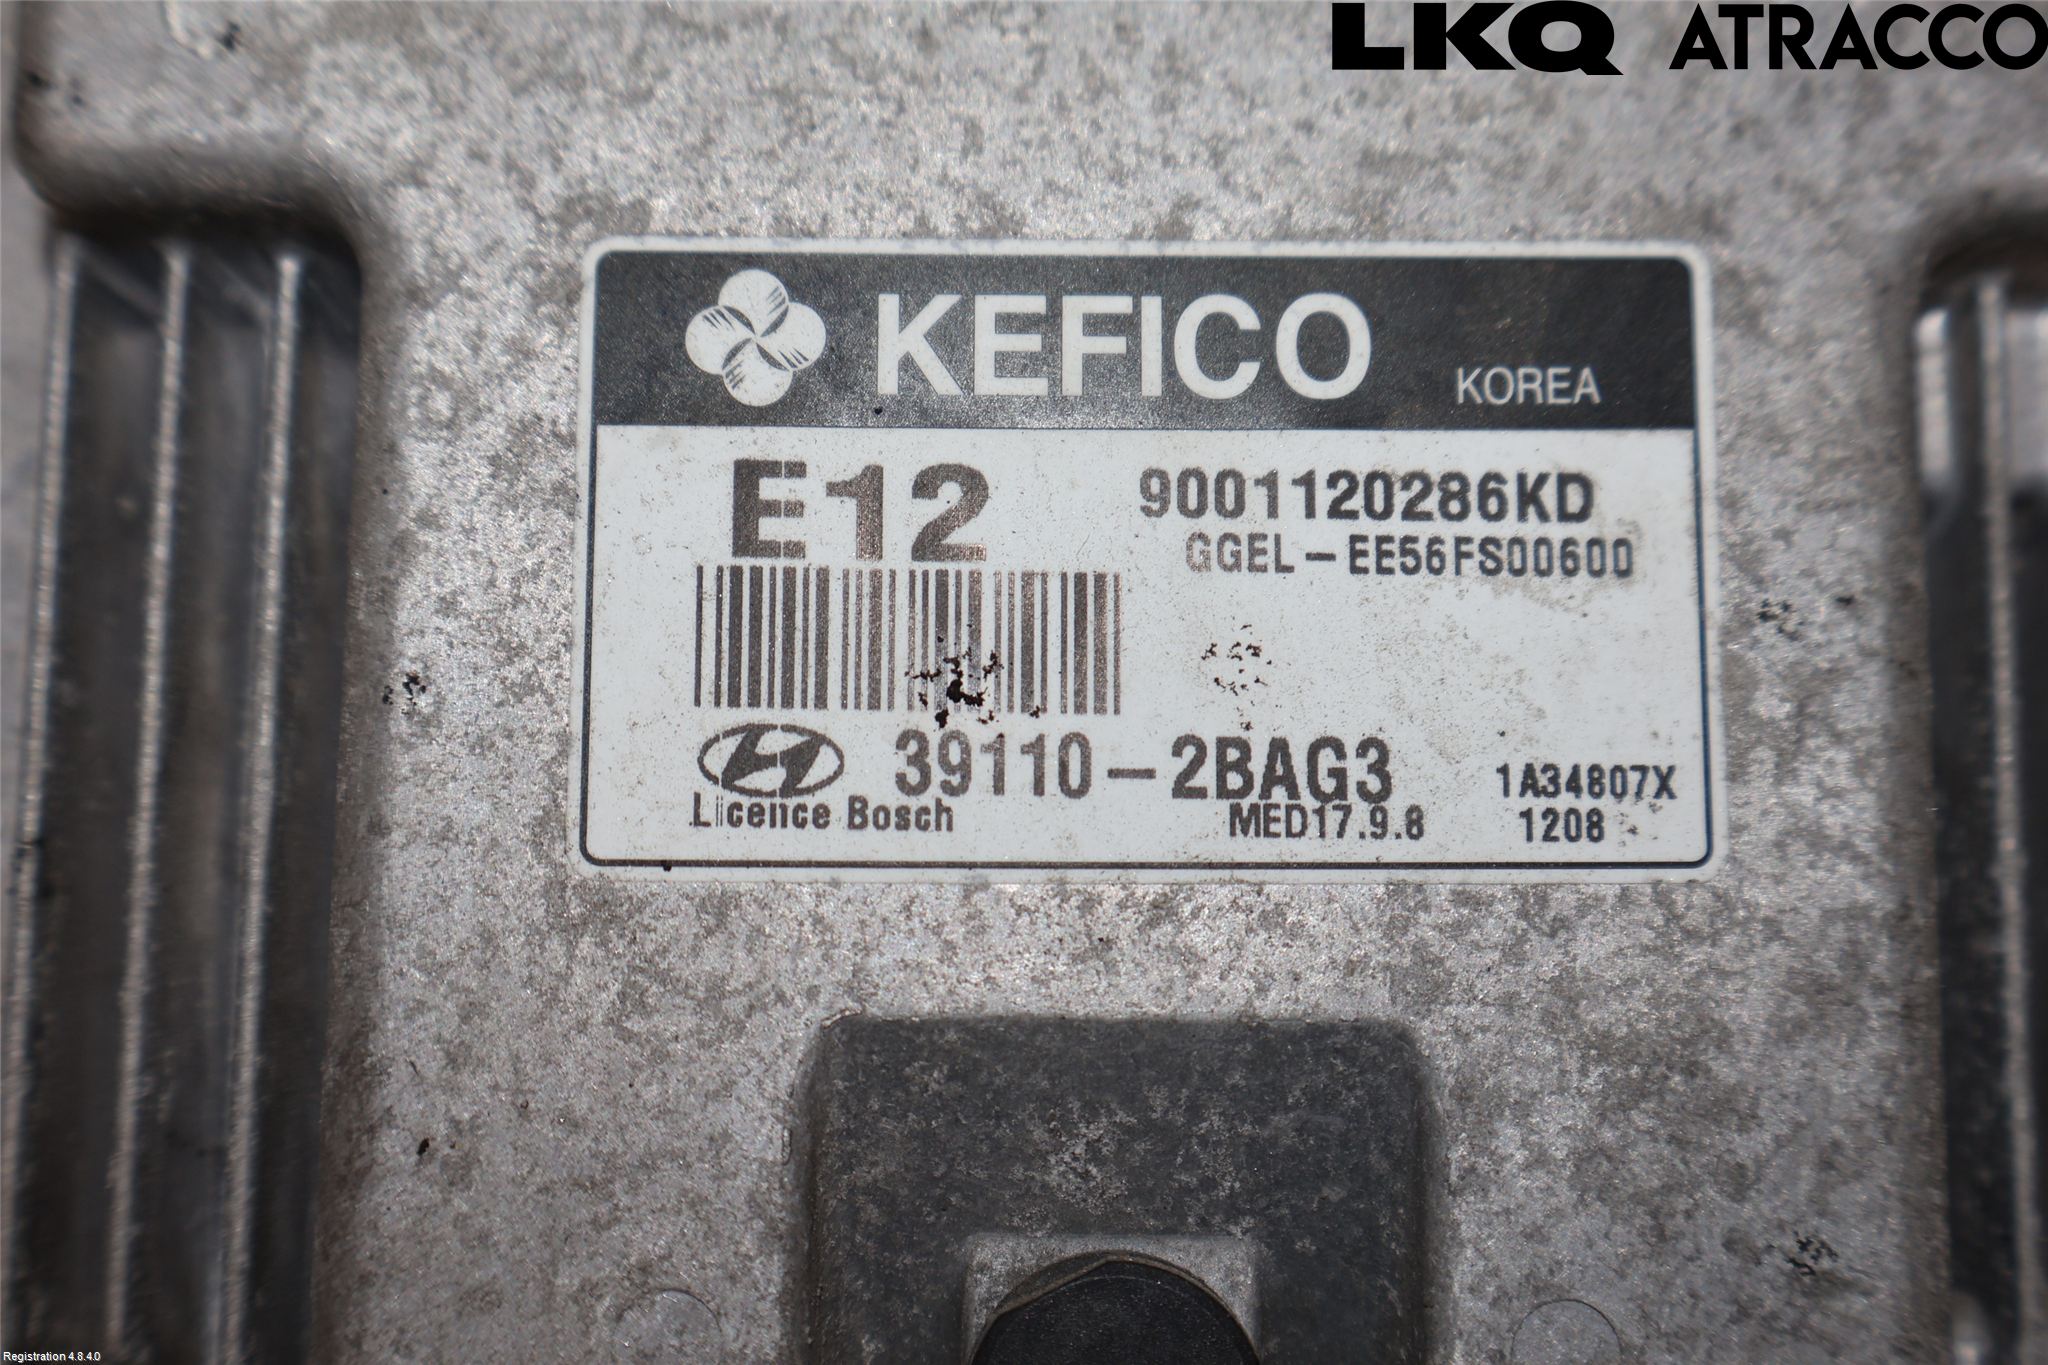 LKQ ATRACCO
KEFICO KOREA
E12 9001120286KD
GGEL-EE56FS00600
39110-2BAG3 1A34807X
Licence Bosch MED17.9.8 1208
Registration 4.8.4.0